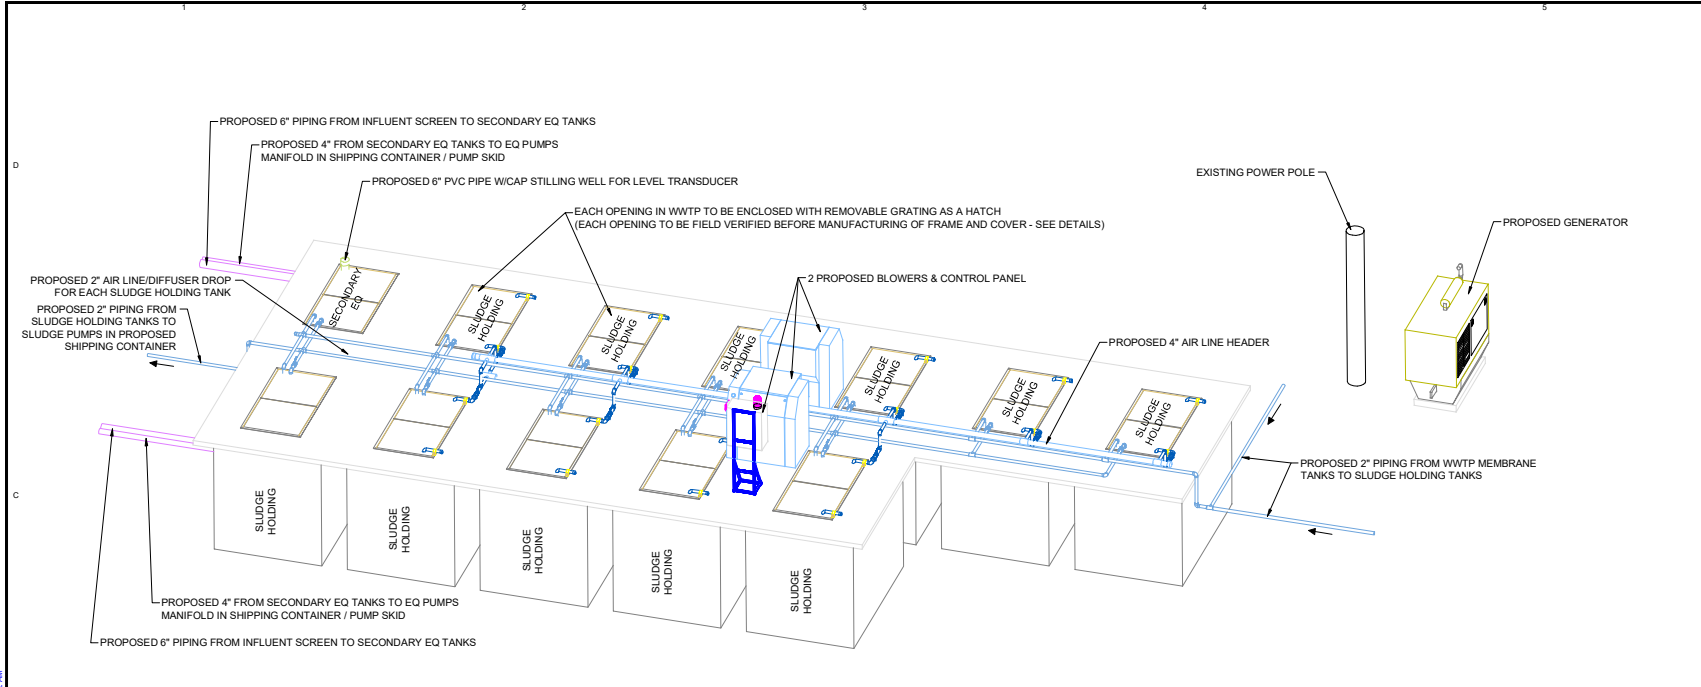 1
2
3
4
5
D
C
PROPOSED 6" PIPING FROM INFLUENT SCREEN TO SECONDARY EQ TANKS
PROPOSED 4" FROM SECONDARY EQ TANKS TO EQ PUMPS
MANIFOLD IN SHIPPING CONTAINER / PUMP SKID
PROPOSED 6" PVC PIPE W/CAP STILLING WELL FOR LEVEL TRANSDUCER
EACH OPENING IN WWTP TO BE ENCLOSED WITH REMOVABLE GRATING AS A HATCH
(EACH OPENING TO BE FIELD VERIFIED BEFORE MANUFACTURING OF FRAME AND COVER - SEE DETAILS)
EXISTING POWER POLE
PROPOSED GENERATOR
PROPOSED 2" AIR LINE/DIFFUSER DROP
FOR EACH SLUDGE HOLDING TANK
2 PROPOSED BLOWERS & CONTROL PANEL
PROPOSED 2" PIPING FROM
SLUDGE HOLDING TANKS TO
SLUDGE PUMPS IN PROPOSED
SHIPPING CONTAINER
PROPOSED 4" AIR LINE HEADER
SECONDARY
EQ
SLUDGE
HOLDING
SLUDGE
HOLDING
SLUDGE
HOLDING
SLUDGE
HOLDING
SLUDGE
HOLDING
SLUDGE
HOLDING
PROPOSED 2" PIPING FROM WWTP MEMBRANE
TANKS TO SLUDGE HOLDING TANKS
SLUDGE
HOLDING
SLUDGE
HOLDING
SLUDGE
HOLDING
SLUDGE
HOLDING
SLUDGE
HOLDING
PROPOSED 4" FROM SECONDARY EQ TANKS TO EQ PUMPS
MANIFOLD IN SHIPPING CONTAINER / PUMP SKID
PROPOSED 6" PIPING FROM INFLUENT SCREEN TO SECONDARY EQ TANKS